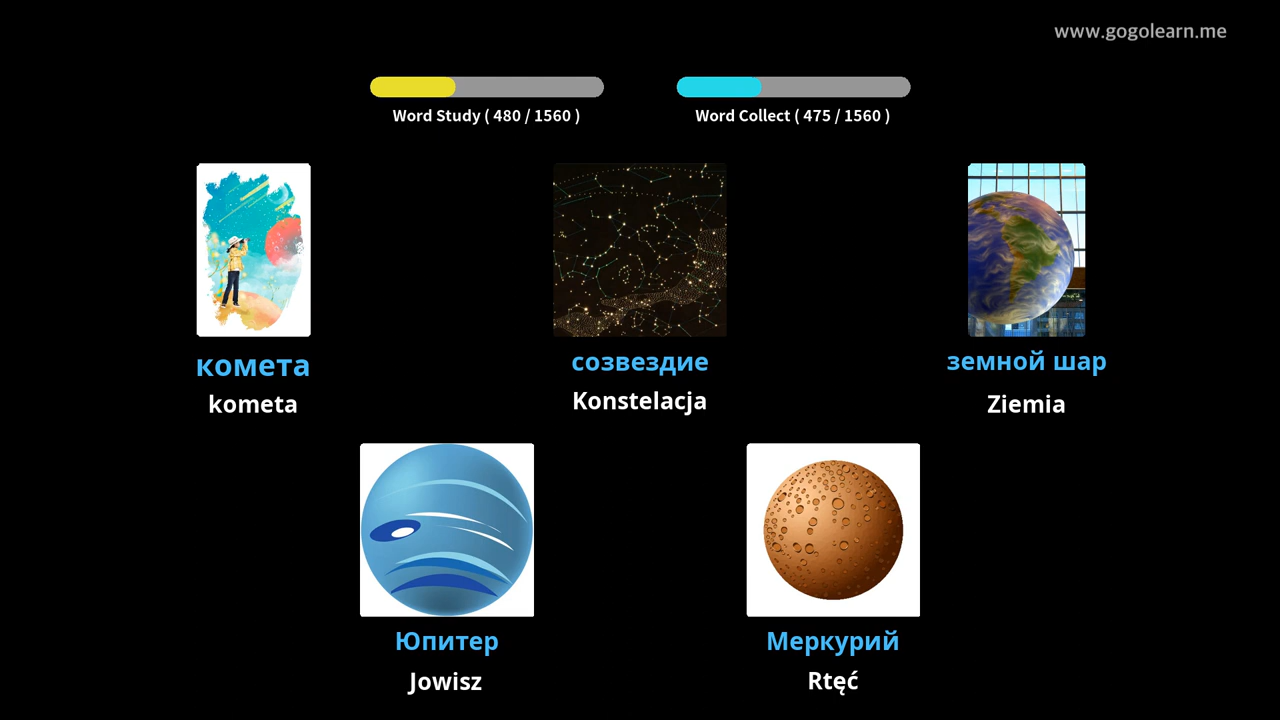 www.gogolearn.me
Word Study ( 480 / 1560 )
Word Collect ( 475 / 1560 )
комета
kometa
созвездие
Konstelacja
земной шар
Ziemia
Юпитер
Jowisz
Меркурий
Rtęć